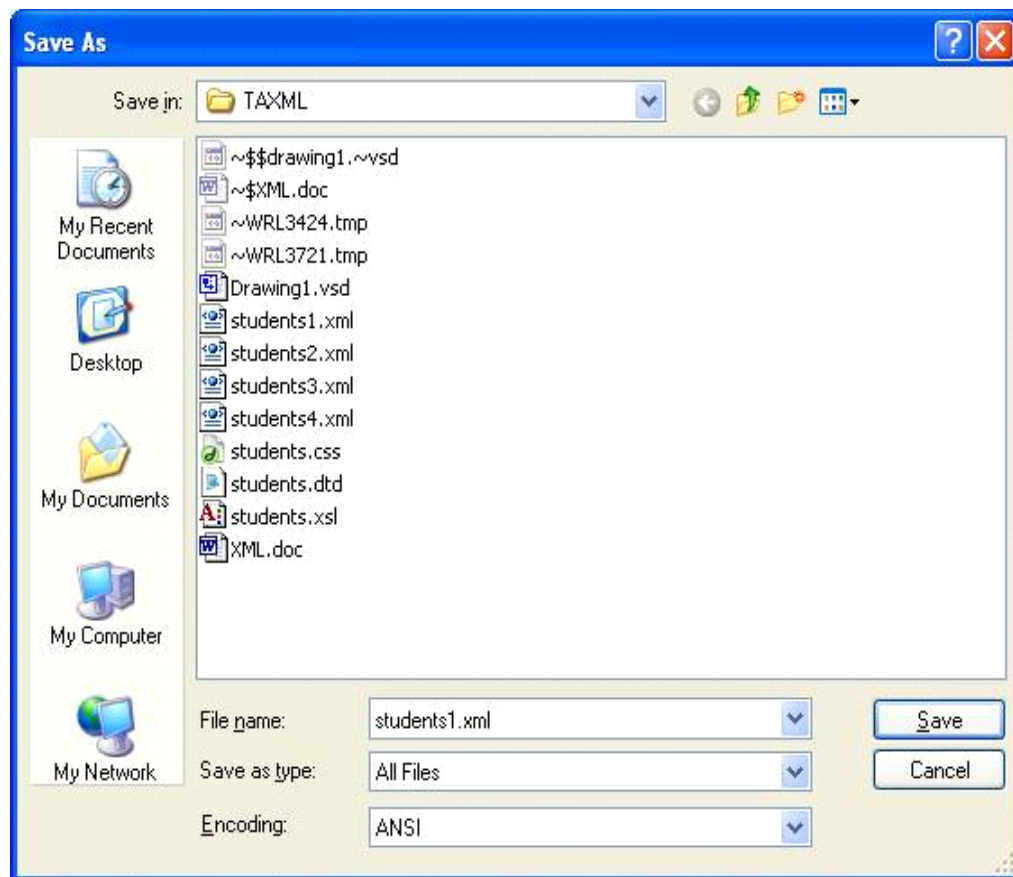 Save As
Save in: TAXML
My Recent
Documents
Desktop
My Documents
My Computer
My Network
~$$drawing1.~vsd
~$XML.doc
~WRL3424.tmp
~WRL3721.tmp
Drawing1.vsd
students1.xml
students2.xml
students3.xml
students4.xml
students.css
students.dtd
students.xsl
XML.doc
File name: students1.xml Save
Save as type: All Files Cancel
Encoding: ANSI